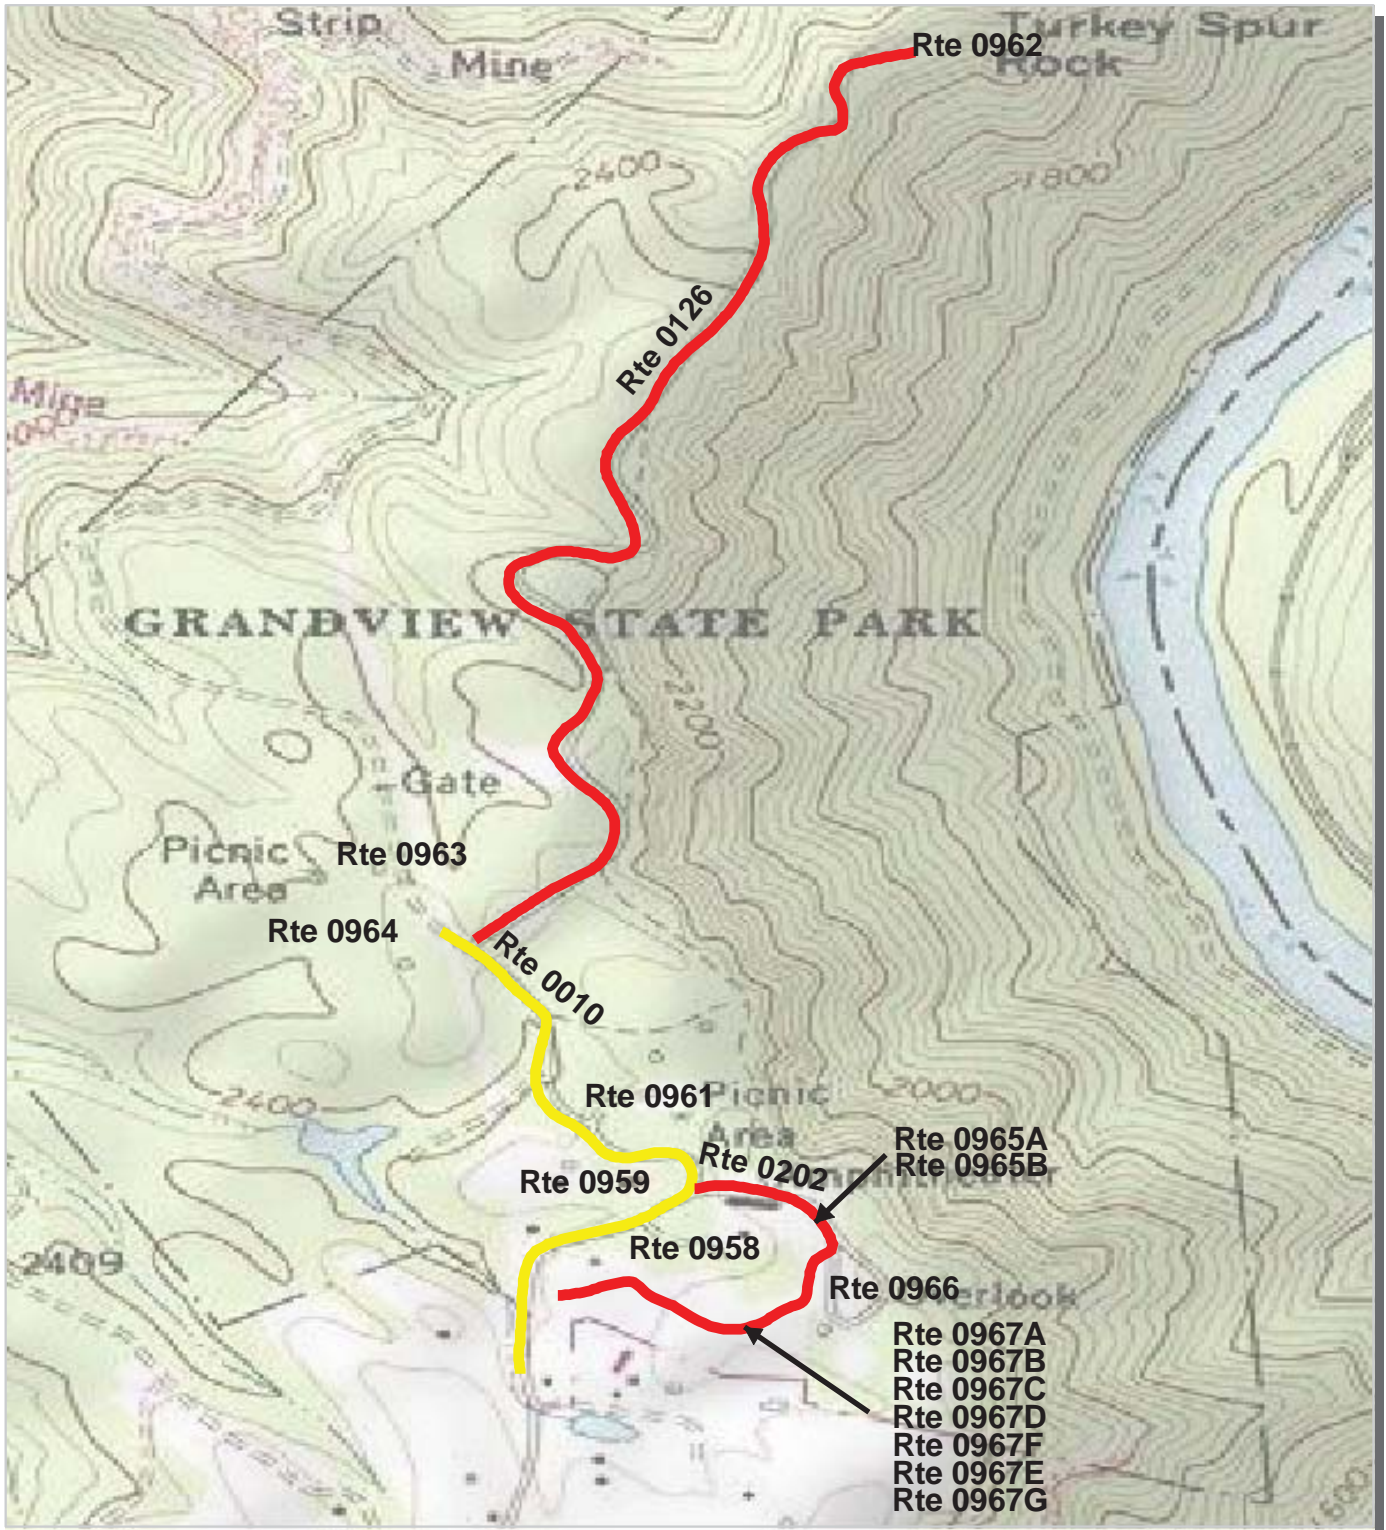 Strip
Mine
Turkey Spur
Rock
Rte 0962
2400
1800
Rte 0126
Mine
GRANDVIEW STATE PARK
2200
Gate
Picnic
Area
Rte 0963
Rte 0964
Rte 0010
2400
Rte 0961
Picnic
Area
2000
Rte 0965A
Rte 0965B
Rte 0202
Amphitheater
Rte 0959
2409
Rte 0958
Rte 0966
Overlook
Rte 0967A
Rte 0967B
Rte 0967C
Rte 0967D
Rte 0967F
Rte 0967E
Rte 0967G